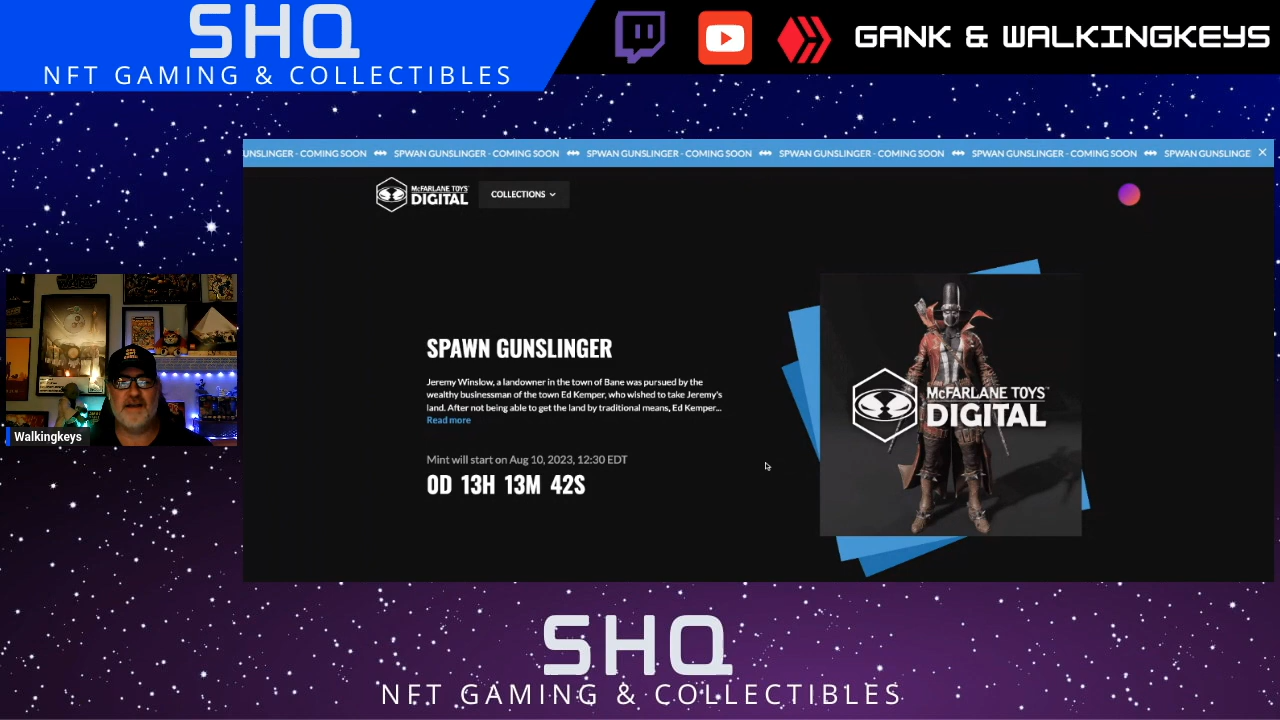 SHQ
NFT GAMING & COLLECTIBLES
GANK & WALKINGKEYS
UNSLINGER - COMING SOON SPWAN GUNSLINGER - COMING SOON SPWAN GUNSLINGER - COMING SOON SPWAN GUNSLINGER - COMING SOON SPWAN GUNSLINGER - COMING SOON SPWAN GUNSLINGE
McFARLANE TOYS
DIGITAL
COLLECTIONS
SPAWN GUNSLINGER
Jeremy Winslow, a landowner in the town of Bane was pursued by the
wealthy businessman of the town Ed Kemper, who wished to take Jeremy's
land. After not being able to get the land by traditional means, Ed Kemper...
Read more
Mint will start on Aug 10, 2023, 12:30 EDT
0D 13H 13M 42S
McFARLANE TOYS™
DIGITAL
Walkingkeys
SHQ
NFT GAMING & COLLECTIBLES